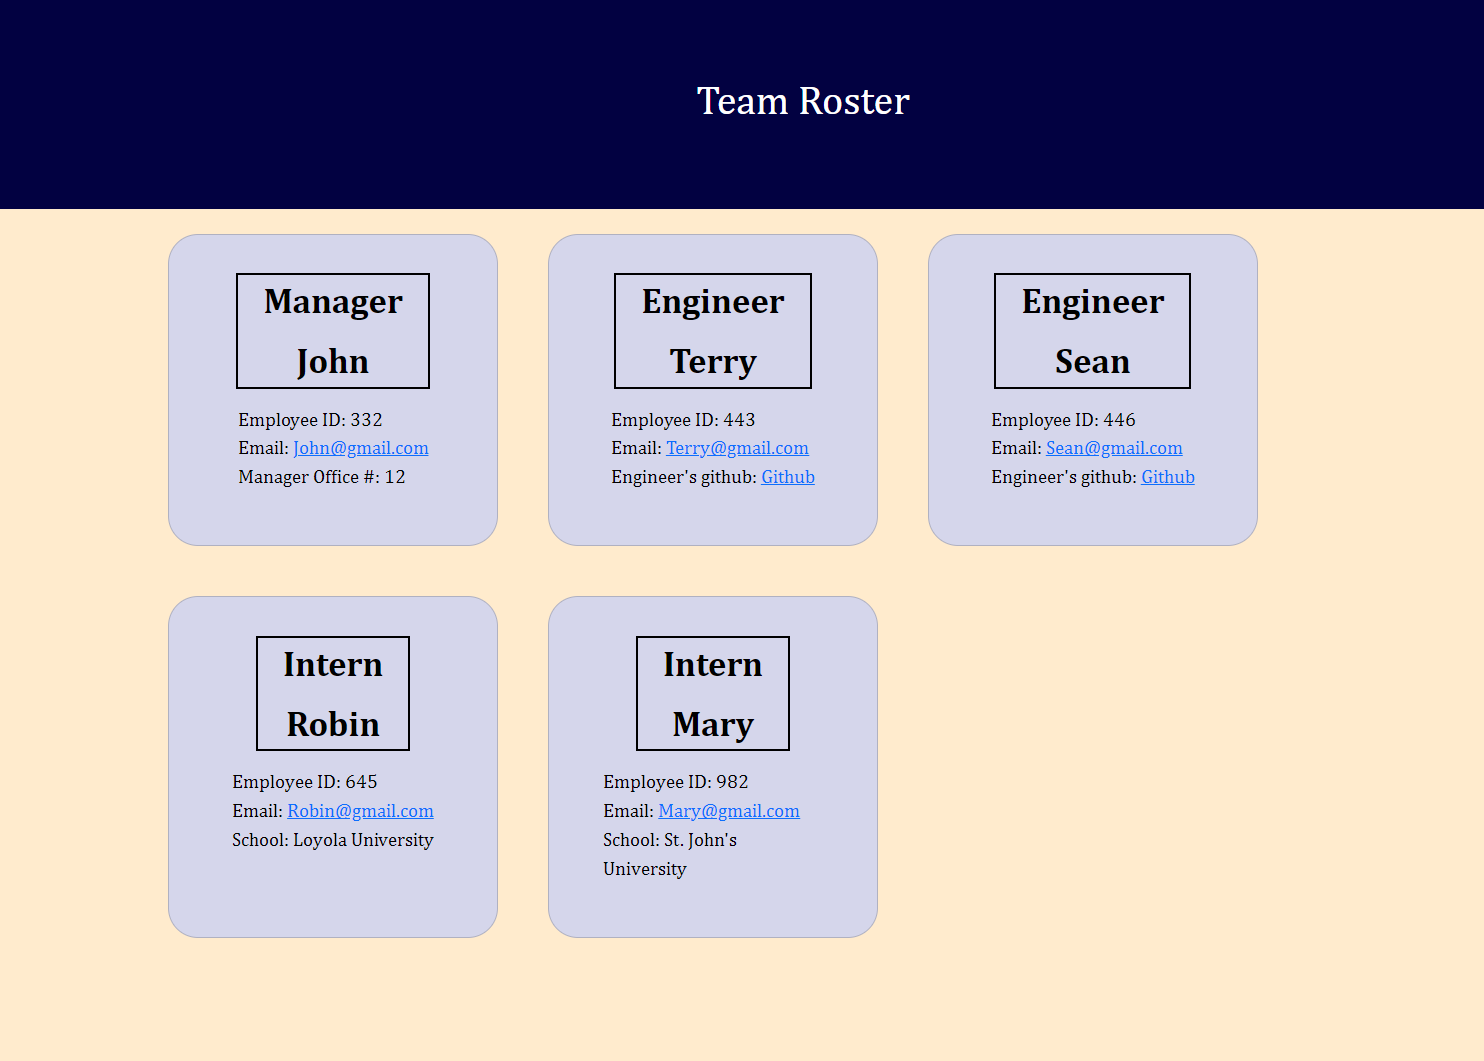 Team Roster
Manager
John
Employee ID: 332
Email: John@gmail.com
Manager Office #: 12
Engineer
Terry
Employee ID: 443
Email: Terry@gmail.com
Engineer's github: Github
Engineer
Sean
Employee ID: 446
Email: Sean@gmail.com
Engineer's github: Github
Intern
Robin
Employee ID: 645
Email: Robin@gmail.com
School: Loyola University
Intern
Mary
Employee ID: 982
Email: Mary@gmail.com
School: St. John's
University